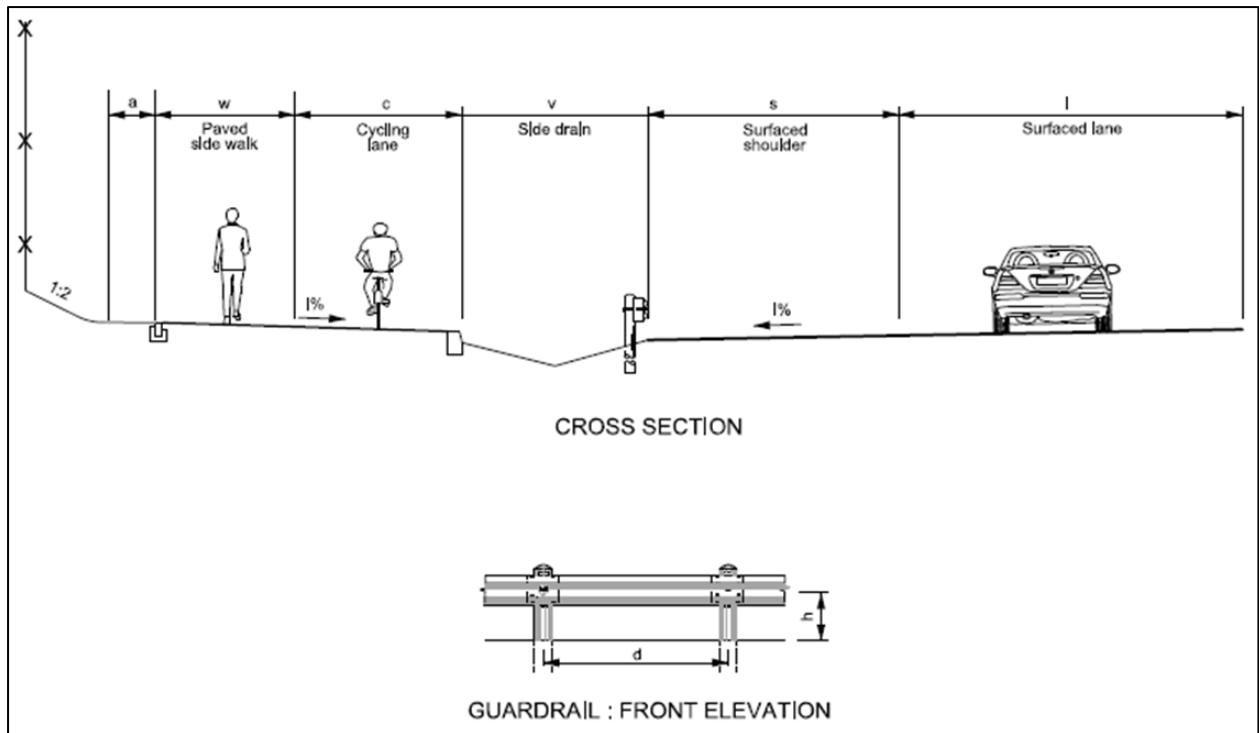 a w c v s l
Paved
side walk
Cycling
lane
Side drain
Surfaced
shoulder
Surfaced lane
1:2
I%
I%
CROSS SECTION
h
d
GUARDRAIL : FRONT ELEVATION